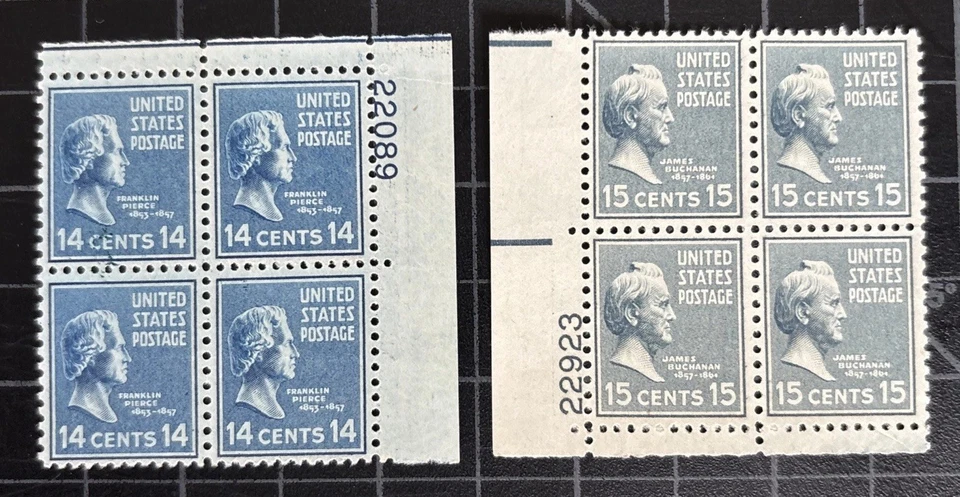 22089
UNITED
STATES
POSTAGE
FRANKLIN
PIERCE
1853-1857
14 CENTS 14
UNITED
STATES
POSTAGE
FRANKLIN
PIERCE
1853-1857
14 CENTS 14
UNITED
STATES
POSTAGE
FRANKLIN
PIERCE
1853-1857
14 CENTS 14
UNITED
STATES
POSTAGE
FRANKLIN
PIERCE
1853-1857
14 CENTS 14
UNITED
STATES
POSTAGE
JAMES
BUCHANAN
1857-1861
15 CENTS 15
UNITED
STATES
POSTAGE
JAMES
BUCHANAN
1857-1861
15 CENTS 15
22923
UNITED
STATES
POSTAGE
JAMES
BUCHANAN
1857-1861
15 CENTS 15
UNITED
STATES
POSTAGE
JAMES
BUCHANAN
1857-1861
15 CENTS 15